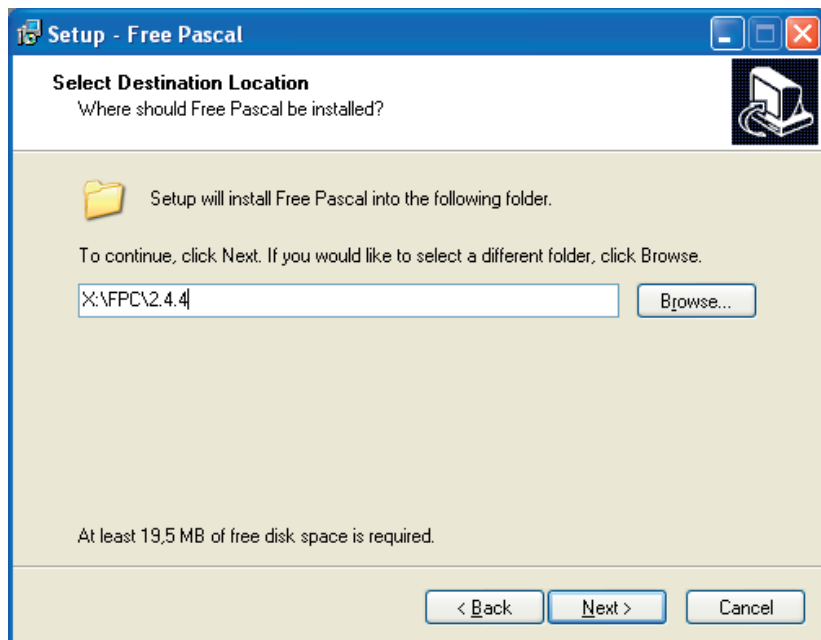 Setup - Free Pascal
Select Destination Location
Where should Free Pascal be installed?
Setup will install Free Pascal into the following folder.
To continue, click Next. If you would like to select a different folder, click Browse.
X:\FPC\2.4.4
Browse...
At least 19,5 MB of free disk space is required.
< Back
Next >
Cancel